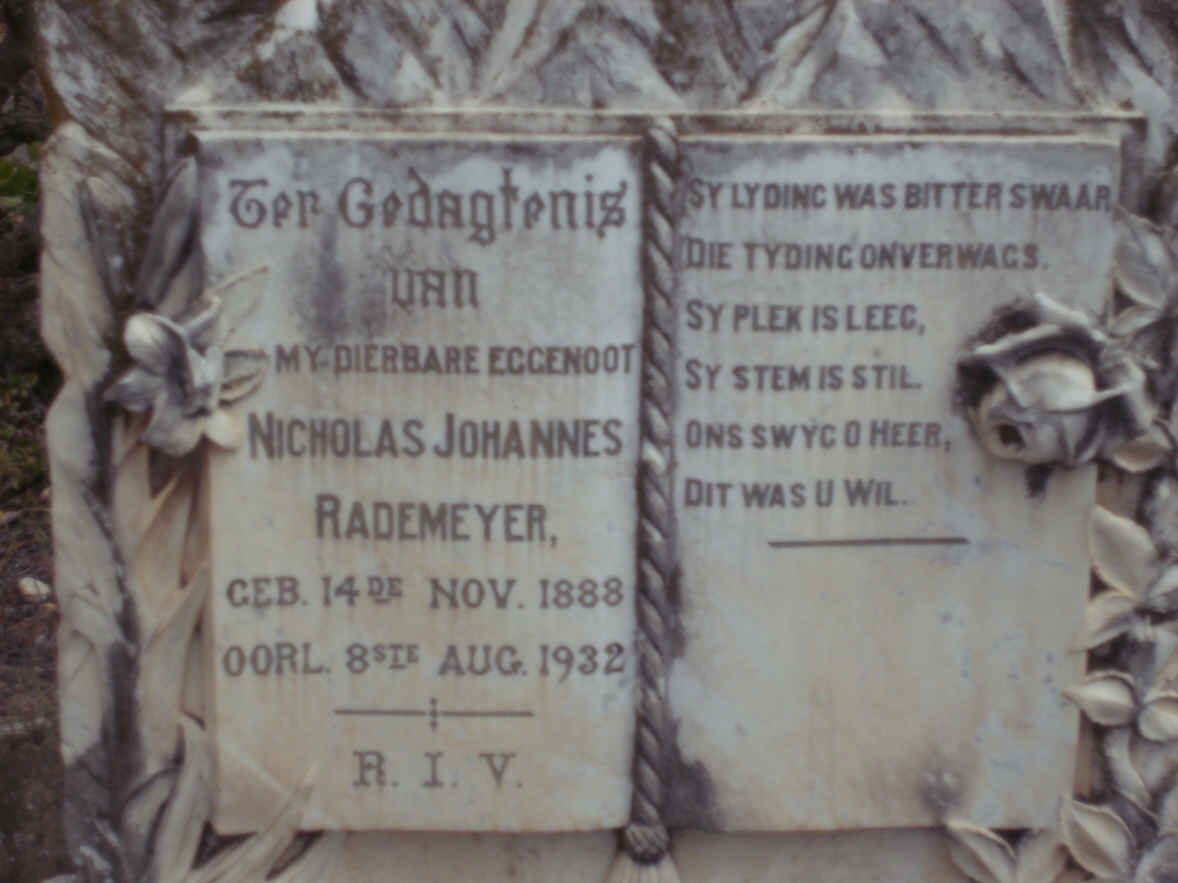 Ter Gedagtenis
van
MY DIERBARE EGGENOOT
NICHOLAS JOHANNES
RADEMEYER,
GEB. 14DE NOV. 1888
OORL. 8STE AUG. 1932
R. I. V.
SY LYDING WAS BITTER SWAAR
DIE TYDING ONVERWAGS.
SY PLEK IS LEEG,
SY STEM IS STIL.
ONS SWYG O HEER,
DIT WAS U WIL.